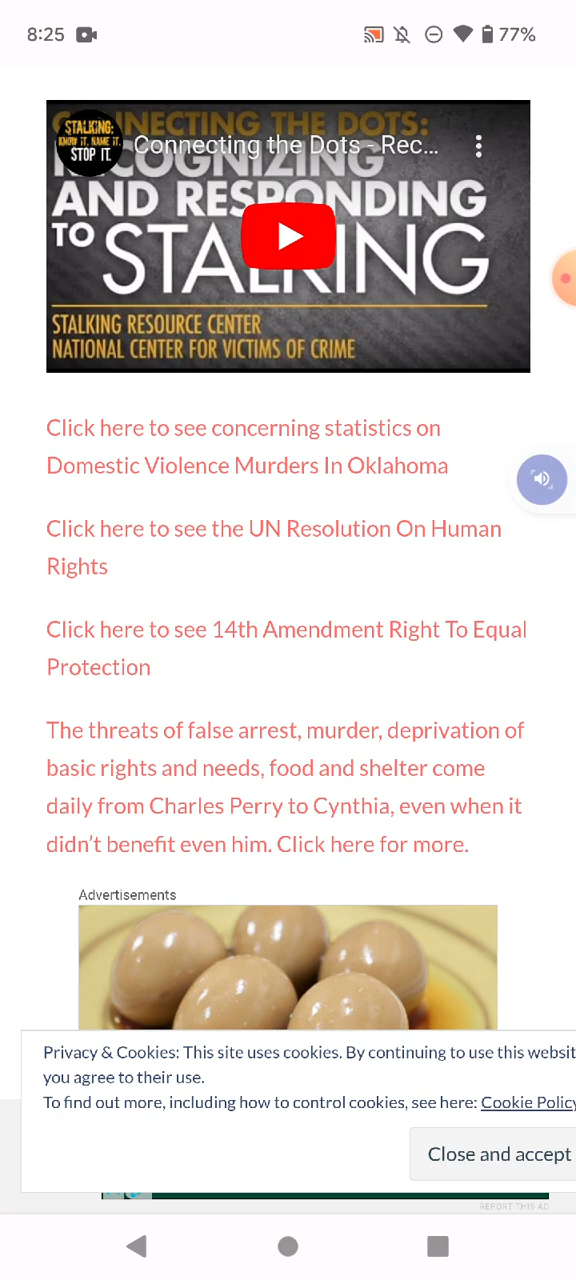 8:25
77%
CONNECTING THE DOTS:
STALKING:
KNOW IT. NAME IT.
STOP IT.
Connecting the Dots - Rec...
RECOGNIZING
AND RESPONDING
TO STALKING
STALKING RESOURCE CENTER
NATIONAL CENTER FOR VICTIMS OF CRIME
Click here to see concerning statistics on
Domestic Violence Murders In Oklahoma
Click here to see the UN Resolution On Human
Rights
Click here to see 14th Amendment Right To Equal
Protection
The threats of false arrest, murder, deprivation of
basic rights and needs, food and shelter come
daily from Charles Perry to Cynthia, even when it
didn’t benefit even him. Click here for more.
Advertisements
Privacy & Cookies: This site uses cookies. By continuing to use this websit
you agree to their use.
To find out more, including how to control cookies, see here: Cookie Policy
Close and accept
REPORT THIS AD